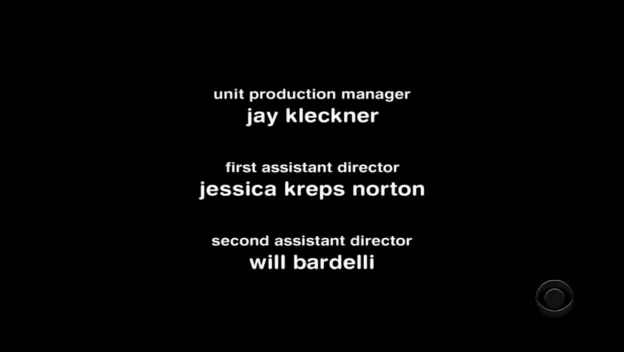 unit production manager
jay kleckner
first assistant director
jessica kreps norton
second assistant director
will bardelli